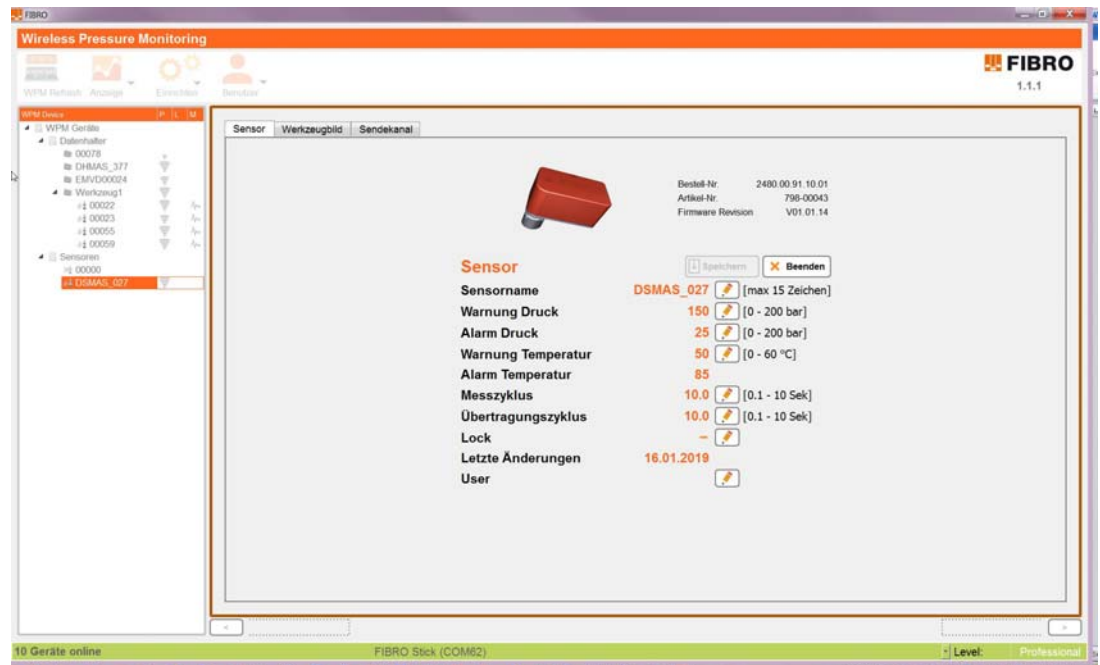 FIBRO
Wireless Pressure Monitoring
WPM Refresh Anzeige Einrichten Benutzer
FIBRO
1.1.1
WPM Device P L M
WPM Geräte
Datenhalter
00078
DHMAS_377
EMVD00024
Werkzeug1
00022
00023
00055
00059
Sensoren
00000
DSMAS_027
Sensor Werkzeugbild Sendekanal
Bestell-Nr. 2480.00.91.10.01
Artikel-Nr. 798-00043
Firmware Revision V01.01.14
Sensor Speichern Beenden
Sensorname DSMAS_027 [max 15 Zeichen]
Warnung Druck 150 [0 - 200 bar]
Alarm Druck 25 [0 - 200 bar]
Warnung Temperatur 50 [0 - 60 ºC]
Alarm Temperatur 85
Messzyklus 10.0 [0.1 - 10 Sek]
Übertragungszyklus 10.0 [0.1 - 10 Sek]
Lock –
Letzte Änderungen 16.01.2019
User
< >
10 Geräte online FIBRO Stick (COM62) Level: Professional